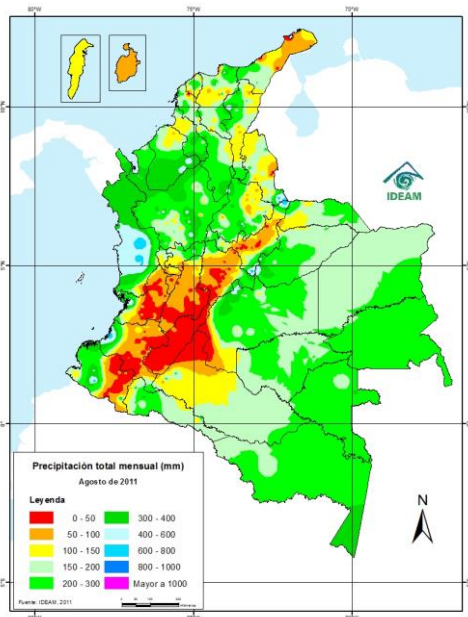 80°W 75°W 70°W
IDEAM
Precipitación total mensual (mm)
Agosto de 2011
Leyenda
0 - 50 300 - 400
50 - 100 400 - 600
100 - 150 600 - 800
150 - 200 800 - 1000
200 - 300 Mayor a 1000
Fuente: IDEAM, 2011
N